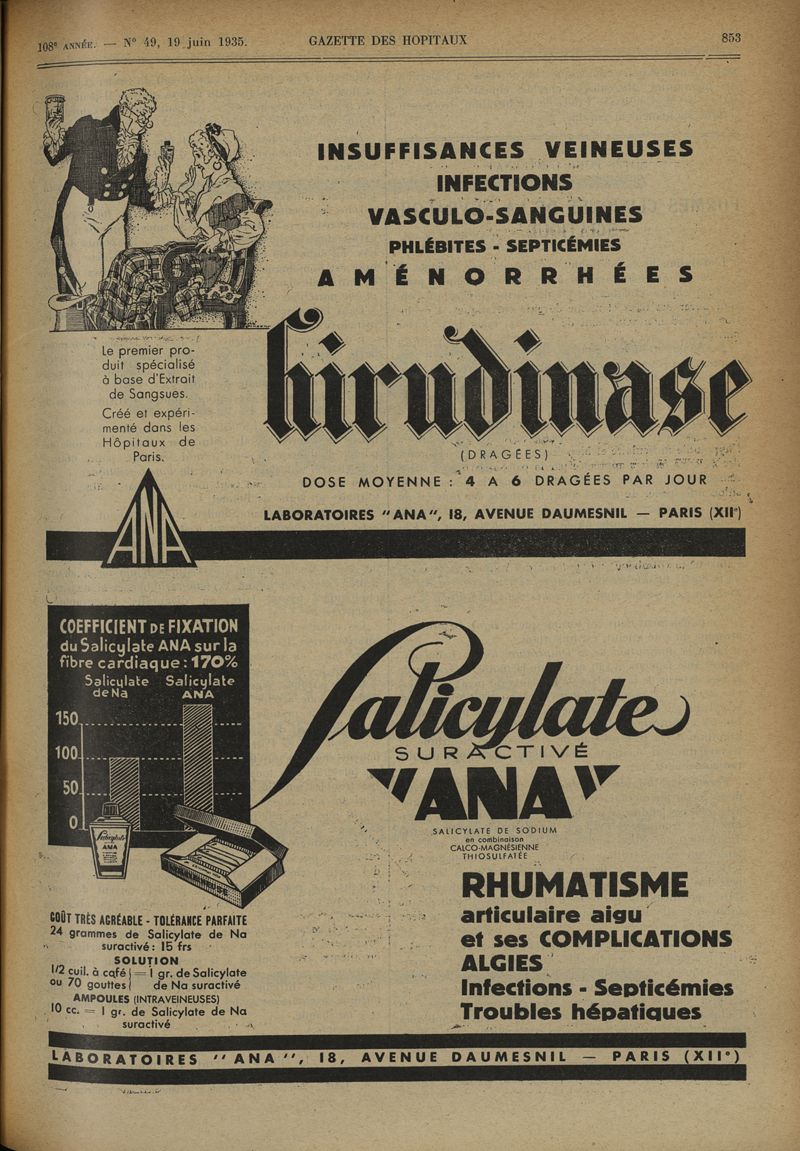 108e ANNÉE. — N° 49, 19 juin 1935. GAZETTE DES HOPITAUX 853
INSUFFISANCES VEINEUSES
INFECTIONS
VASCULO-SANGUINES
PHLÉBITES - SEPTICÉMIES
AMÉNORRHÉES
Le premier pro-
duit spécialisé
à base d'Extrait
de Sangsues.
Créé et expéri-
menté dans les
Hôpitaux de
Paris.
hirudinase
(DRAGÉES)
DOSE MOYENNE : 4 A 6 DRAGÉES PAR JOUR
LABORATOIRES "ANA", 18, AVENUE DAUMESNIL — PARIS (XIIe)
ANA
COEFFICIENT DE FIXATION
du Salicylate ANA sur la
fibre cardiaque : 170%
Salicylate Salicylate
de Na ANA
150
100
50
0
Salicylate
ANA
Salicylate
SURACTIVÉ
"ANA"
SALICYLATE DE SODIUM
en combinaison
CALCO-MAGNÉSIENNE
THIOSULFATÉE
RHUMATISME
articulaire aigu
et ses COMPLICATIONS
ALGIES
Infections - Septicémies
Troubles hépatiques
GOÛT TRÈS AGRÉABLE - TOLÉRANCE PARFAITE
24 grammes de Salicylate de Na
suractivé : 15 frs
SOLUTION
1/2 cuil. à café } = 1 gr. de Salicylate
ou 70 gouttes } de Na suractivé
AMPOULES (INTRAVEINEUSES)
10 cc. = 1 gr. de Salicylate de Na
suractivé
LABORATOIRES "ANA", 18, AVENUE DAUMESNIL — PARIS (XIIe)